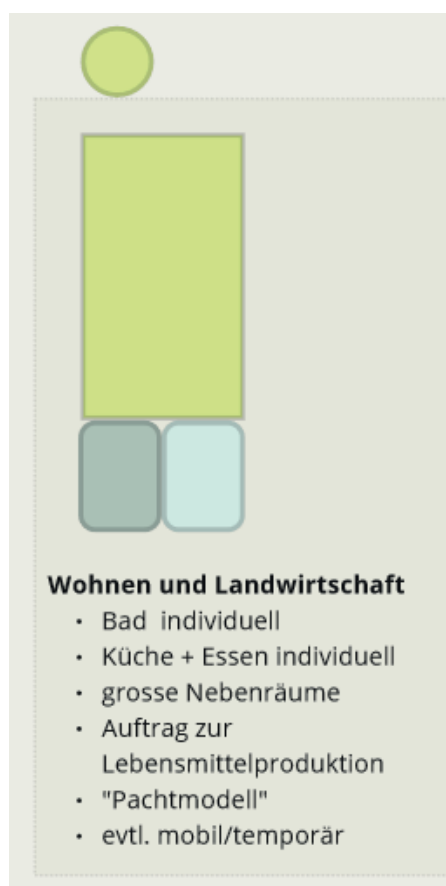 Wohnen und Landwirtschaft
• Bad  individuell
• Küche + Essen individuell
• grosse Nebenräume
• Auftrag zur
Lebensmittelproduktion
• "Pachtmodell"
• evtl. mobil/temporär